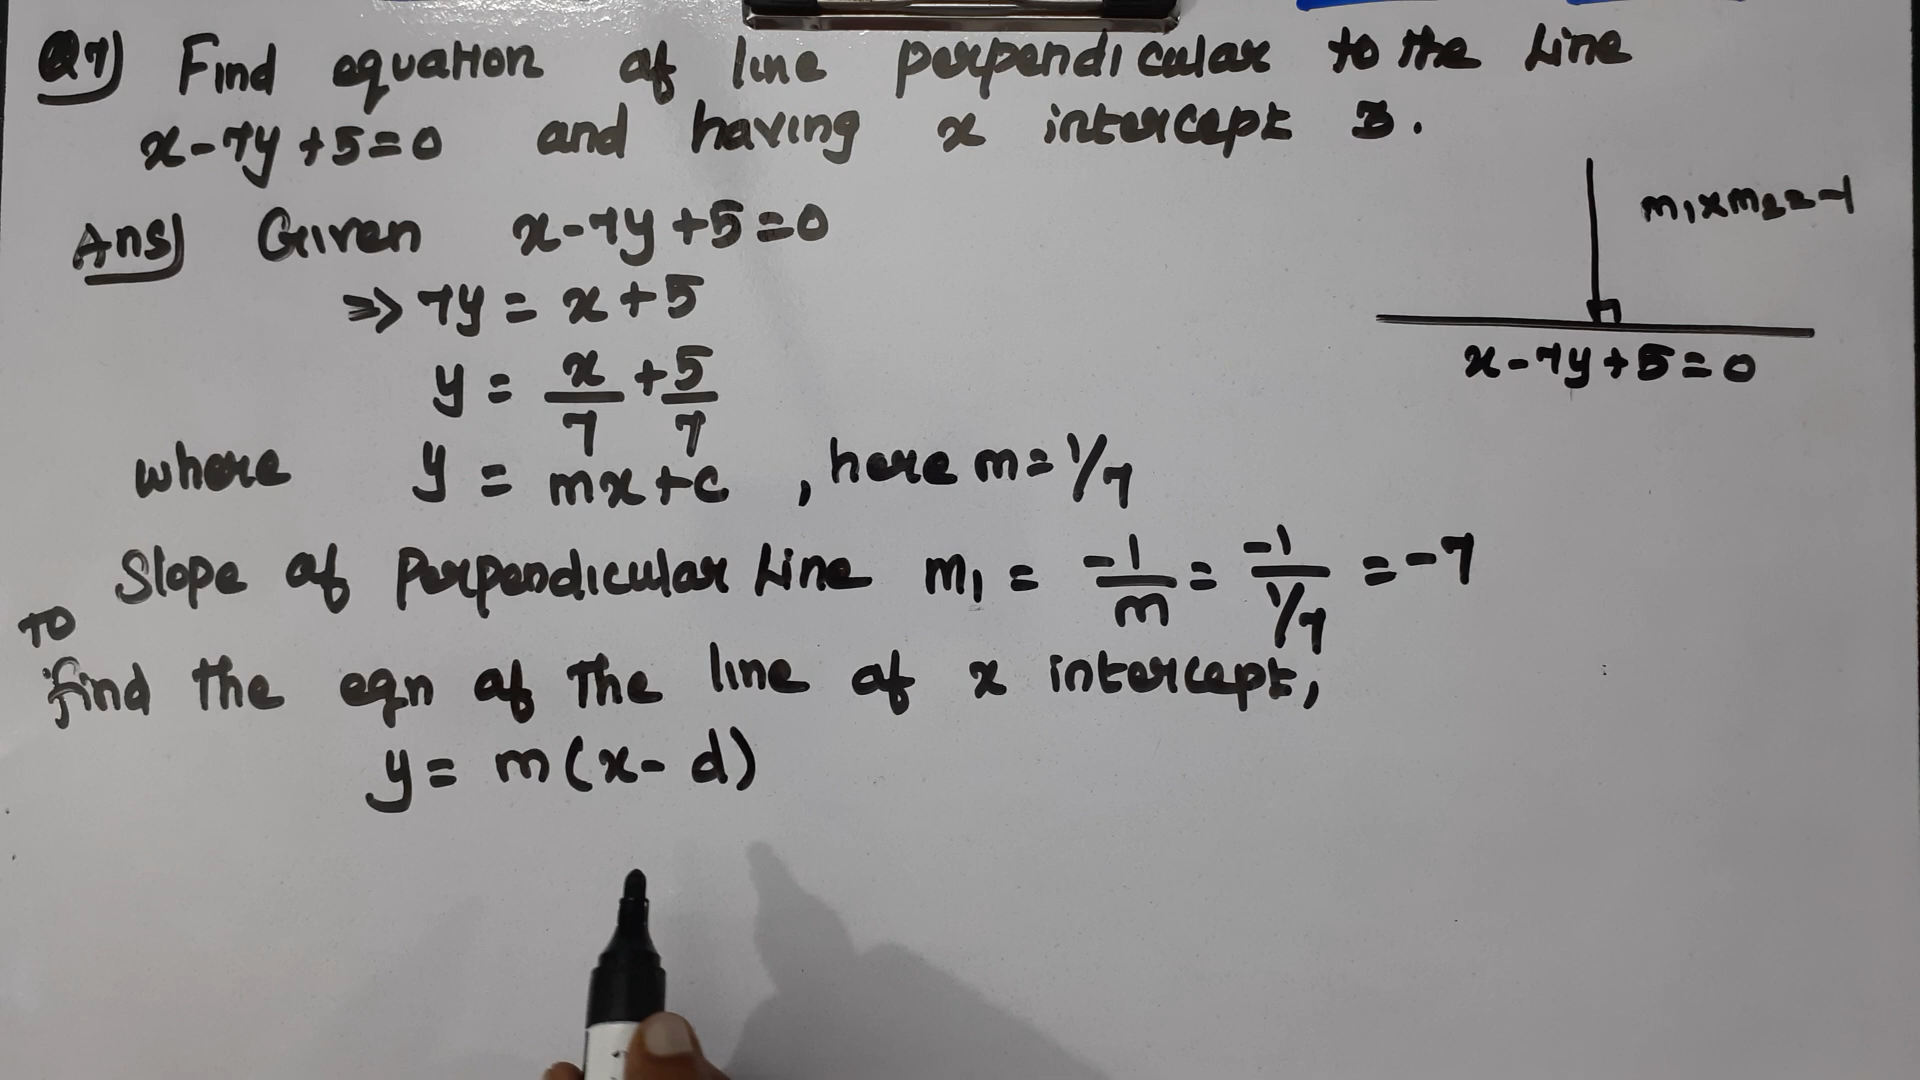 Q7) Find equation of line perpendicular to the Line
x-7y+5=0 and having x intercept 3.
Ans) Given x-7y+5=0
⇒ 7y = x+5
y = x/7 + 5/7
where y = mx+c, here m=1/7
Slope of Perpendicular Line m₁ = -1/m = -1/(1/7) = -7
To
find the eqn of the line of x intercept,
y = m(x-d)
m₁xm₂=-1
x-7y+5=0